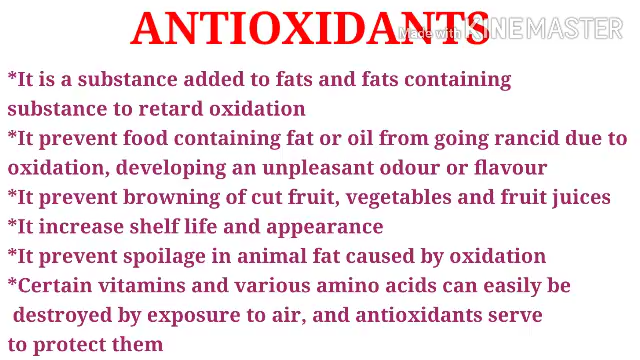 ANTIOXIDANTS
Made with KINEMASTER
*It is a substance added to fats and fats containing
substance to retard oxidation
*It prevent food containing fat or oil from going rancid due to
oxidation, developing an unpleasant odour or flavour
*It prevent browning of cut fruit, vegetables and fruit juices
*It increase shelf life and appearance
*It prevent spoilage in animal fat caused by oxidation
*Certain vitamins and various amino acids can easily be
destroyed by exposure to air, and antioxidants serve
to protect them